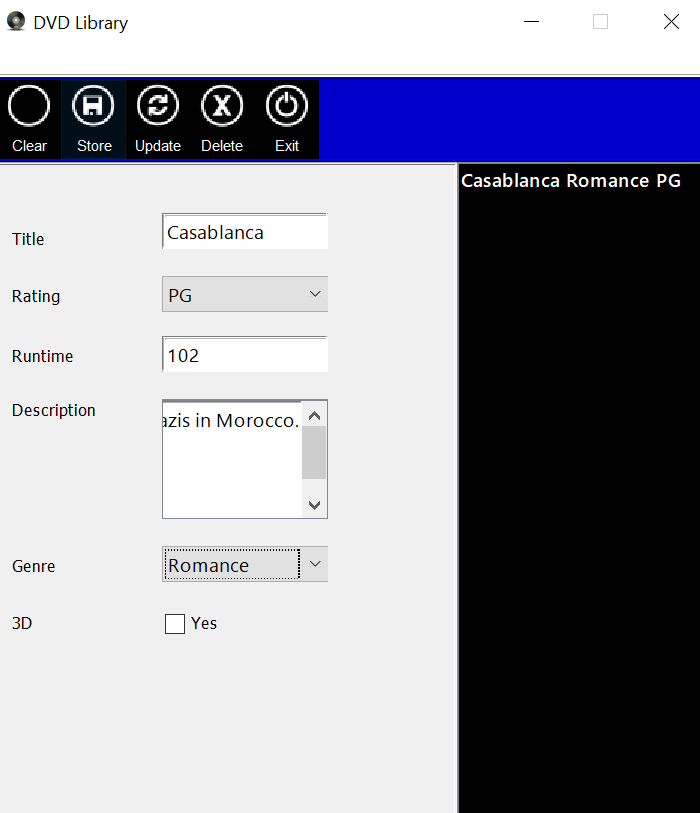 DVD Library
Clear Store Update Delete Exit
Casablanca Romance PG
Title Casablanca
Rating PG
Runtime 102
Description azis in Morocco.
Genre Romance
3D Yes